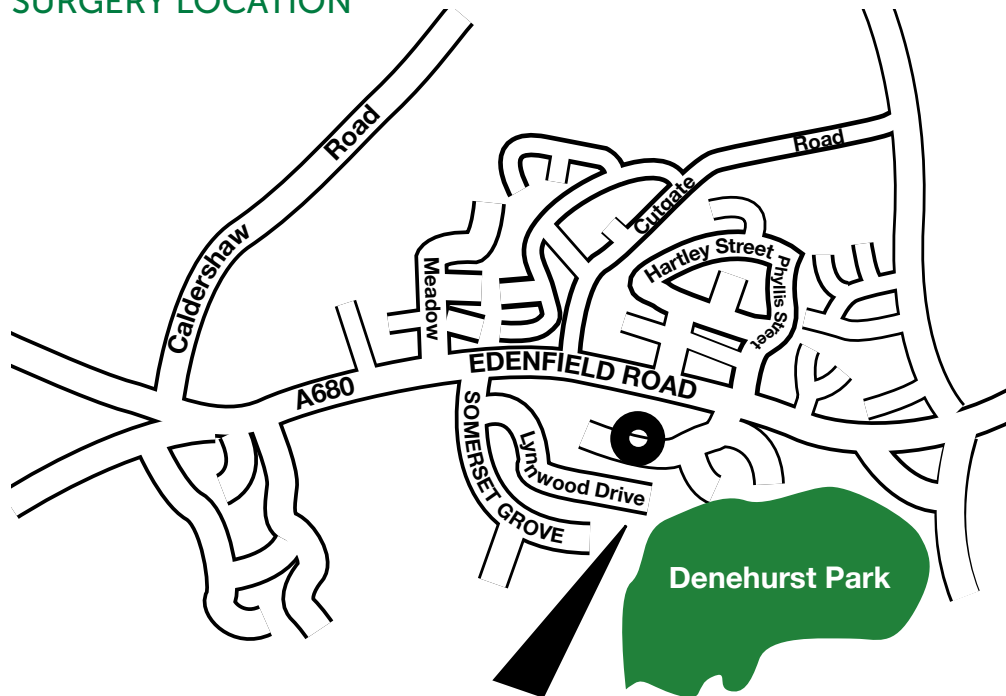 SURGERY LOCATION
Caldershaw Road
Cutgate Road
Hartley Street
Phyllis Street
Meadow
EDENFIELD ROAD
A680
SOMERSET GROVE
Lynnwood Drive
Denehurst Park